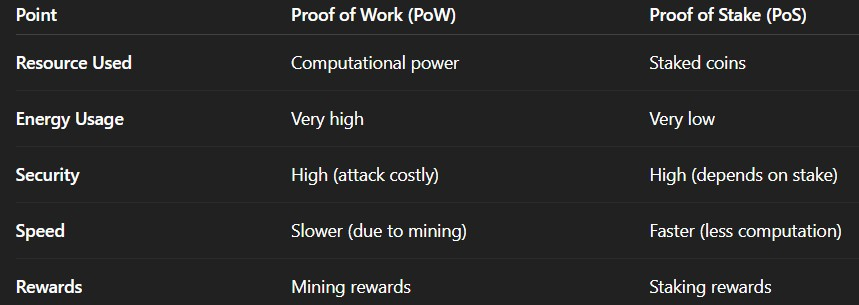 Point Proof of Work (PoW) Proof of Stake (PoS)
Resource Used Computational power Staked coins
Energy Usage Very high Very low
Security High (attack costly) High (depends on stake)
Speed Slower (due to mining) Faster (less computation)
Rewards Mining rewards Staking rewards